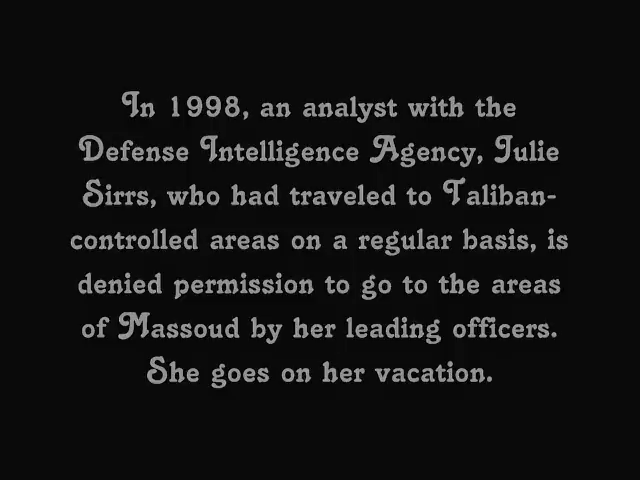 In 1998, an analyst with the
Defense Intelligence Agency, Julie
Sirrs, who had traveled to Taliban-
controlled areas on a regular basis, is
denied permission to go to the areas
of Massoud by her leading officers.
She goes on her vacation.